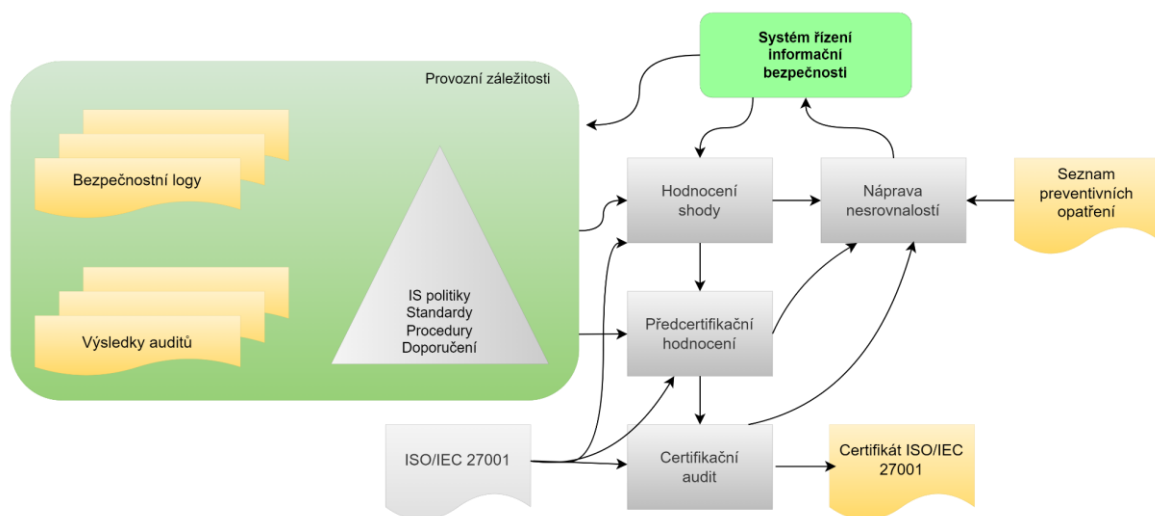 Systém řízení
informační
bezpečnosti
Provozní záležitosti
Bezpečnostní logy
Výsledky auditů
IS politiky
Standardy
Procedury
Doporučení
Hodnocení
shody
Náprava
nesrovnalostí
Seznam
preventivních
opatření
Předcertifikační
hodnocení
ISO/IEC 27001
Certifikační
audit
Certifikát ISO/IEC
27001